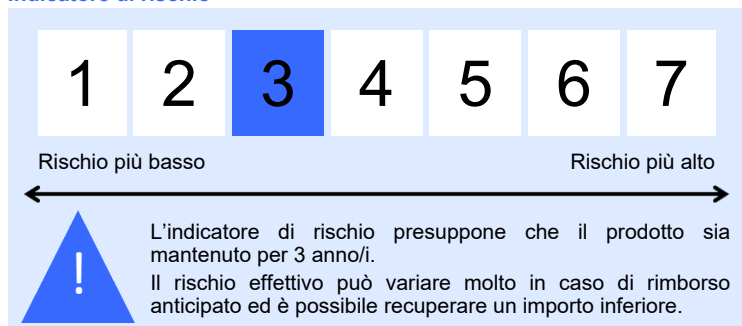 Indicatore di rischio
1 2 3 4 5 6 7
Rischio più basso Rischio più alto
!
L'indicatore di rischio presuppone che il prodotto sia
mantenuto per 3 anno/i.
Il rischio effettivo può variare molto in caso di rimborso
anticipato ed è possibile recuperare un importo inferiore.